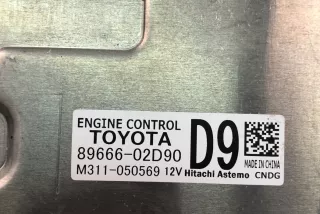 ENGINE CONTROL
TOYOTA
89666-02D90
M311-050569 12V
D9
Hitachi Astemo
MADE IN CHINA
CNDG